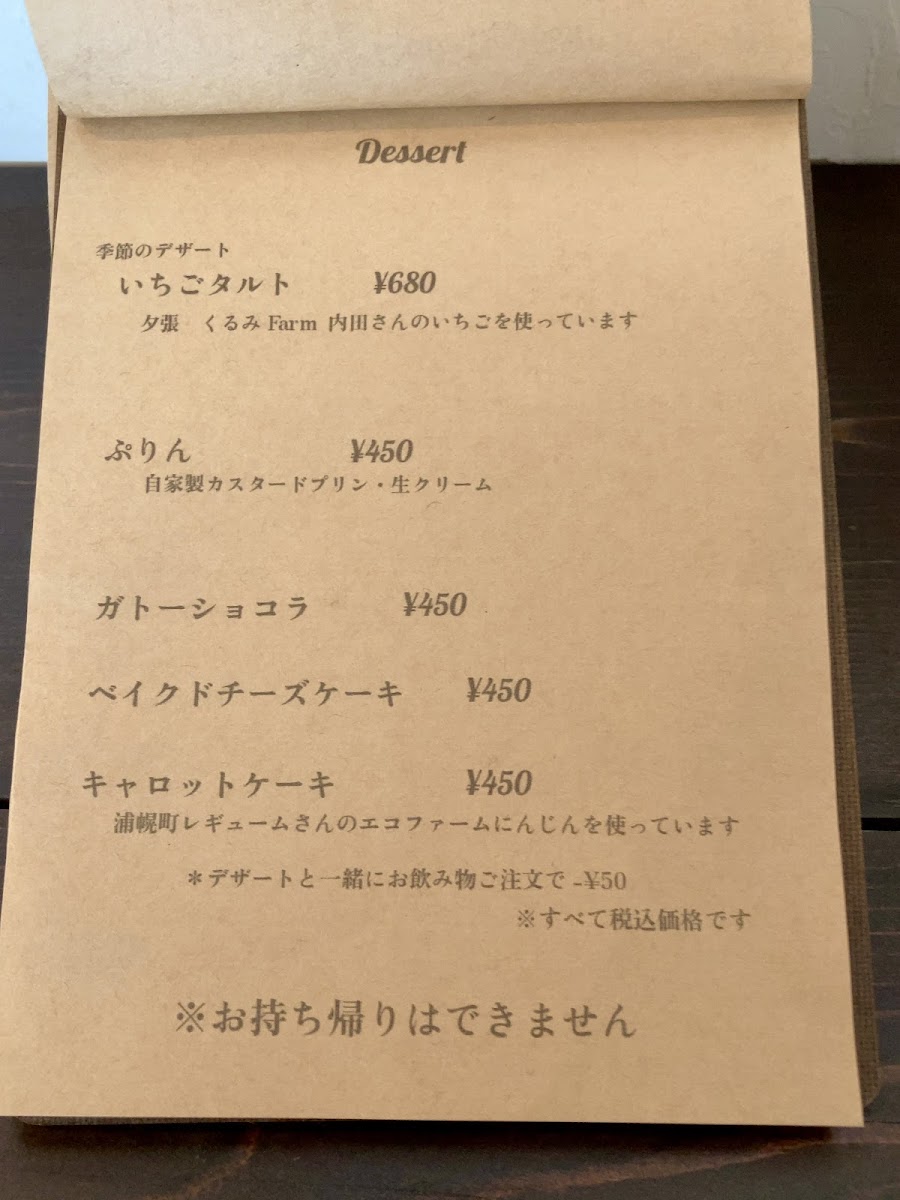 Dessert
季節のデザート
いちごタルト ¥680
夕張 くるみFarm 内田さんのいちごを使っています
ぷりん ¥450
自家製カスタードプリン・生クリーム
ガトーショコラ ¥450
ベイクドチーズケーキ ¥450
キャロットケーキ ¥450
浦幌町レギュームさんのエコファームにんじんを使っています
＊デザートと一緒にお飲み物ご注文で -¥50
※すべて税込価格です
※お持ち帰りはできません